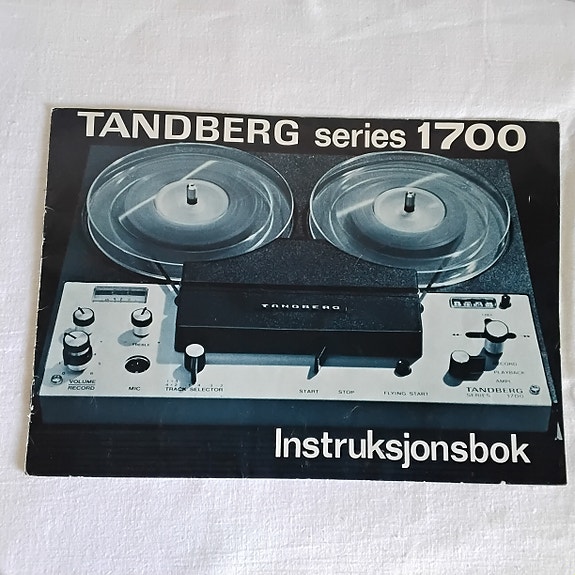 TANDBERG series 1700
TANDBERG
TREBLE
VOLUME
RECORD
MIC
TRACK SELECTOR
START
STOP
FLYING START
RECORD
PLAYBACK
AMPL
TANDBERG
SERIES 1700
Instruksjonsbok